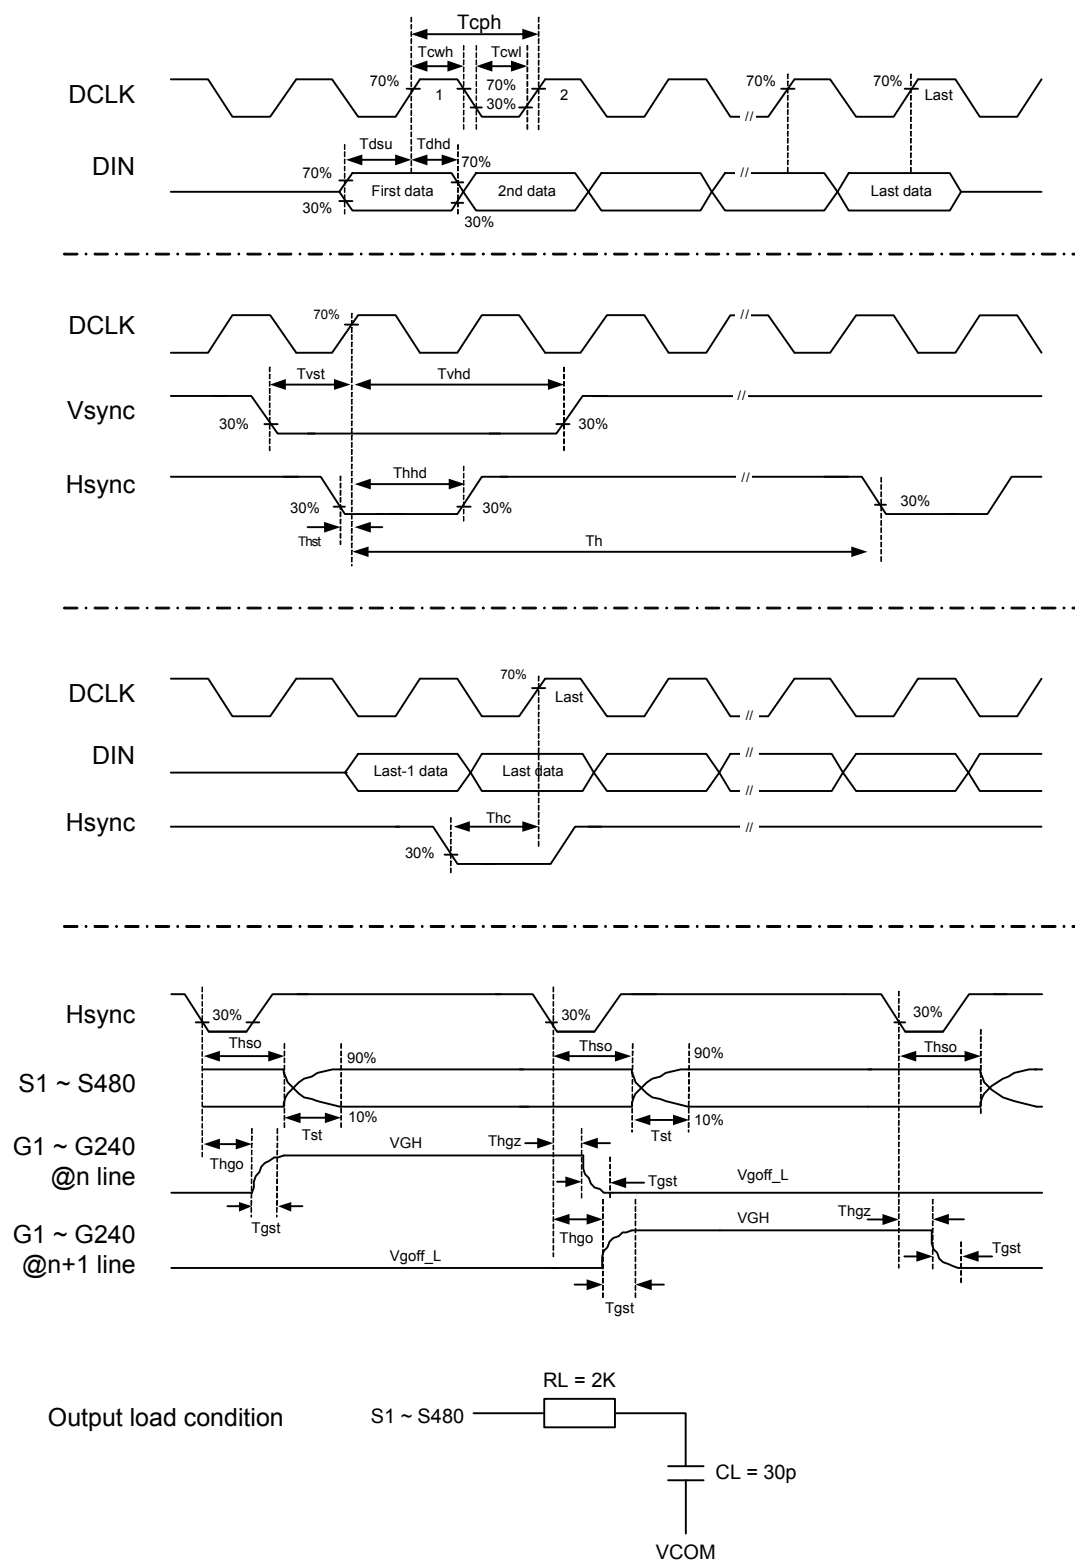 Tcph
Tcwh Tcwl
DCLK 70% 1 70% 30% 2 70% // 70% Last
Tdsu Tdhd
DIN 70% 30% First data 70% 30% 2nd data // Last data
DCLK 70% //
Tvst Tvhd
Vsync 30% 30% //
Hsync 30% Thhd 30% // 30%
Thst
Th
DCLK 70% Last //
DIN Last-1 data Last data // //
Hsync 30% Thc //
Hsync 30% 30% 30%
Thso 90% Thso 90% Thso
S1 ~ S480
Tst 10% Tst 10%
G1 ~ G240 Thgo VGH Thgz
@n line Tgst Tgst Vgoff_L
G1 ~ G240 Thgo VGH Thgz
@n+1 line Vgoff_L Tgst Tgst
RL = 2K
Output load condition S1 ~ S480
CL = 30p
VCOM